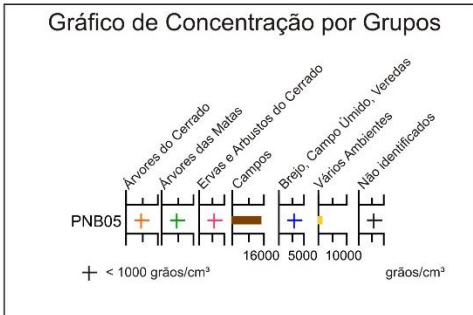 Gráfico de Concentração por Grupos
Árvores do Cerrado
Árvores das Matas
Ervas e Arbustos do Cerrado
Campos
Brejo, Campo Úmido, Veredas
Vários Ambientes
Não identificados
PNB05
16000 5000 10000
+ < 1000 grãos/cm³ grãos/cm³